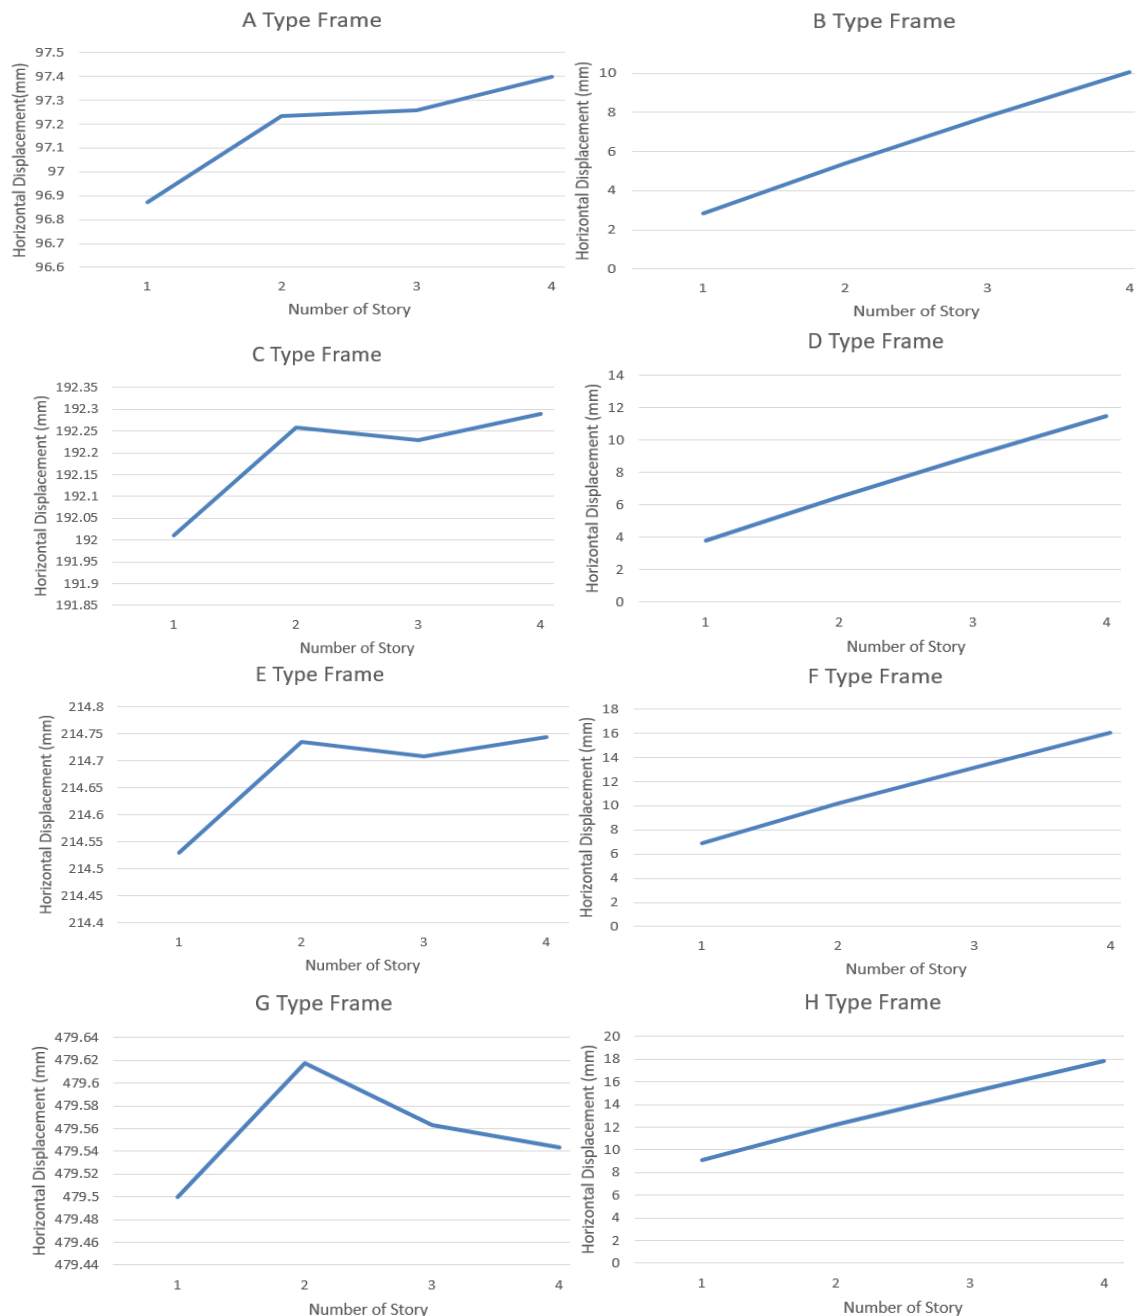 A Type Frame
Horizontal Displacement(mm)
97.5
97.4
97.3
97.2
97.1
97
96.9
96.8
96.7
96.6
1 2 3 4
Number of Story
B Type Frame
Horizontal Displacement (mm)
10
8
6
4
2
0
1 2 3 4
Number of Story
C Type Frame
Horizontal Displacement (mm)
192.35
192.3
192.25
192.2
192.15
192.1
192.05
192
191.95
191.9
191.85
1 2 3 4
Number of Story
D Type Frame
Horizontal Displacement (mm)
14
12
10
8
6
4
2
0
1 2 3 4
Number of Story
E Type Frame
Horizontal Displacement (mm)
214.8
214.75
214.7
214.65
214.6
214.55
214.5
214.45
214.4
1 2 3 4
Number of Story
F Type Frame
Horizontal Displacement (mm)
18
16
14
12
10
8
6
4
2
0
1 2 3 4
Number of Story
G Type Frame
Horizontal Displacement (mm)
479.64
479.62
479.6
479.58
479.56
479.54
479.52
479.5
479.48
479.46
479.44
1 2 3 4
Number of Story
H Type Frame
Horizontal Displacement (mm)
20
18
16
14
12
10
8
6
4
2
0
1 2 3 4
Number of Story